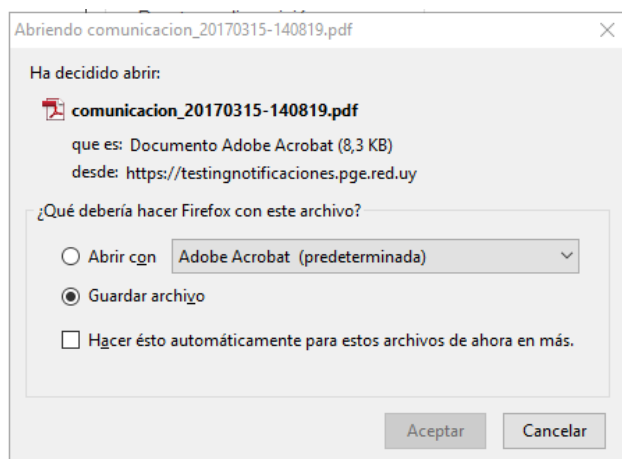 Abriendo comunicacion_20170315-140819.pdf
Ha decidido abrir:
comunicacion_20170315-140819.pdf
que es: Documento Adobe Acrobat (8,3 KB)
desde: https://testingnotificaciones.pge.red.uy
¿Qué debería hacer Firefox con este archivo?
Abrir con Adobe Acrobat (predeterminada)
Guardar archivo
Hacer ésto automáticamente para estos archivos de ahora en más.
Aceptar Cancelar